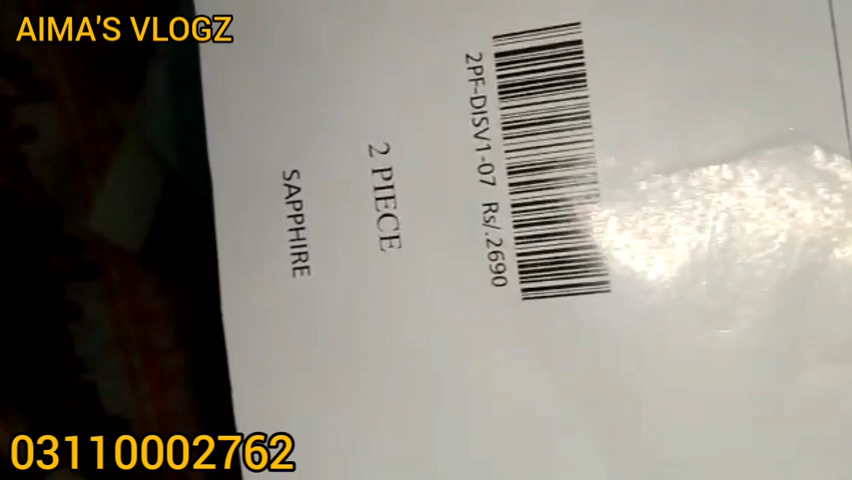 AIMA'S VLOGZ
2PF-DISV1-07 Rs/.2690
2 PIECE
SAPPHIRE
03110002762